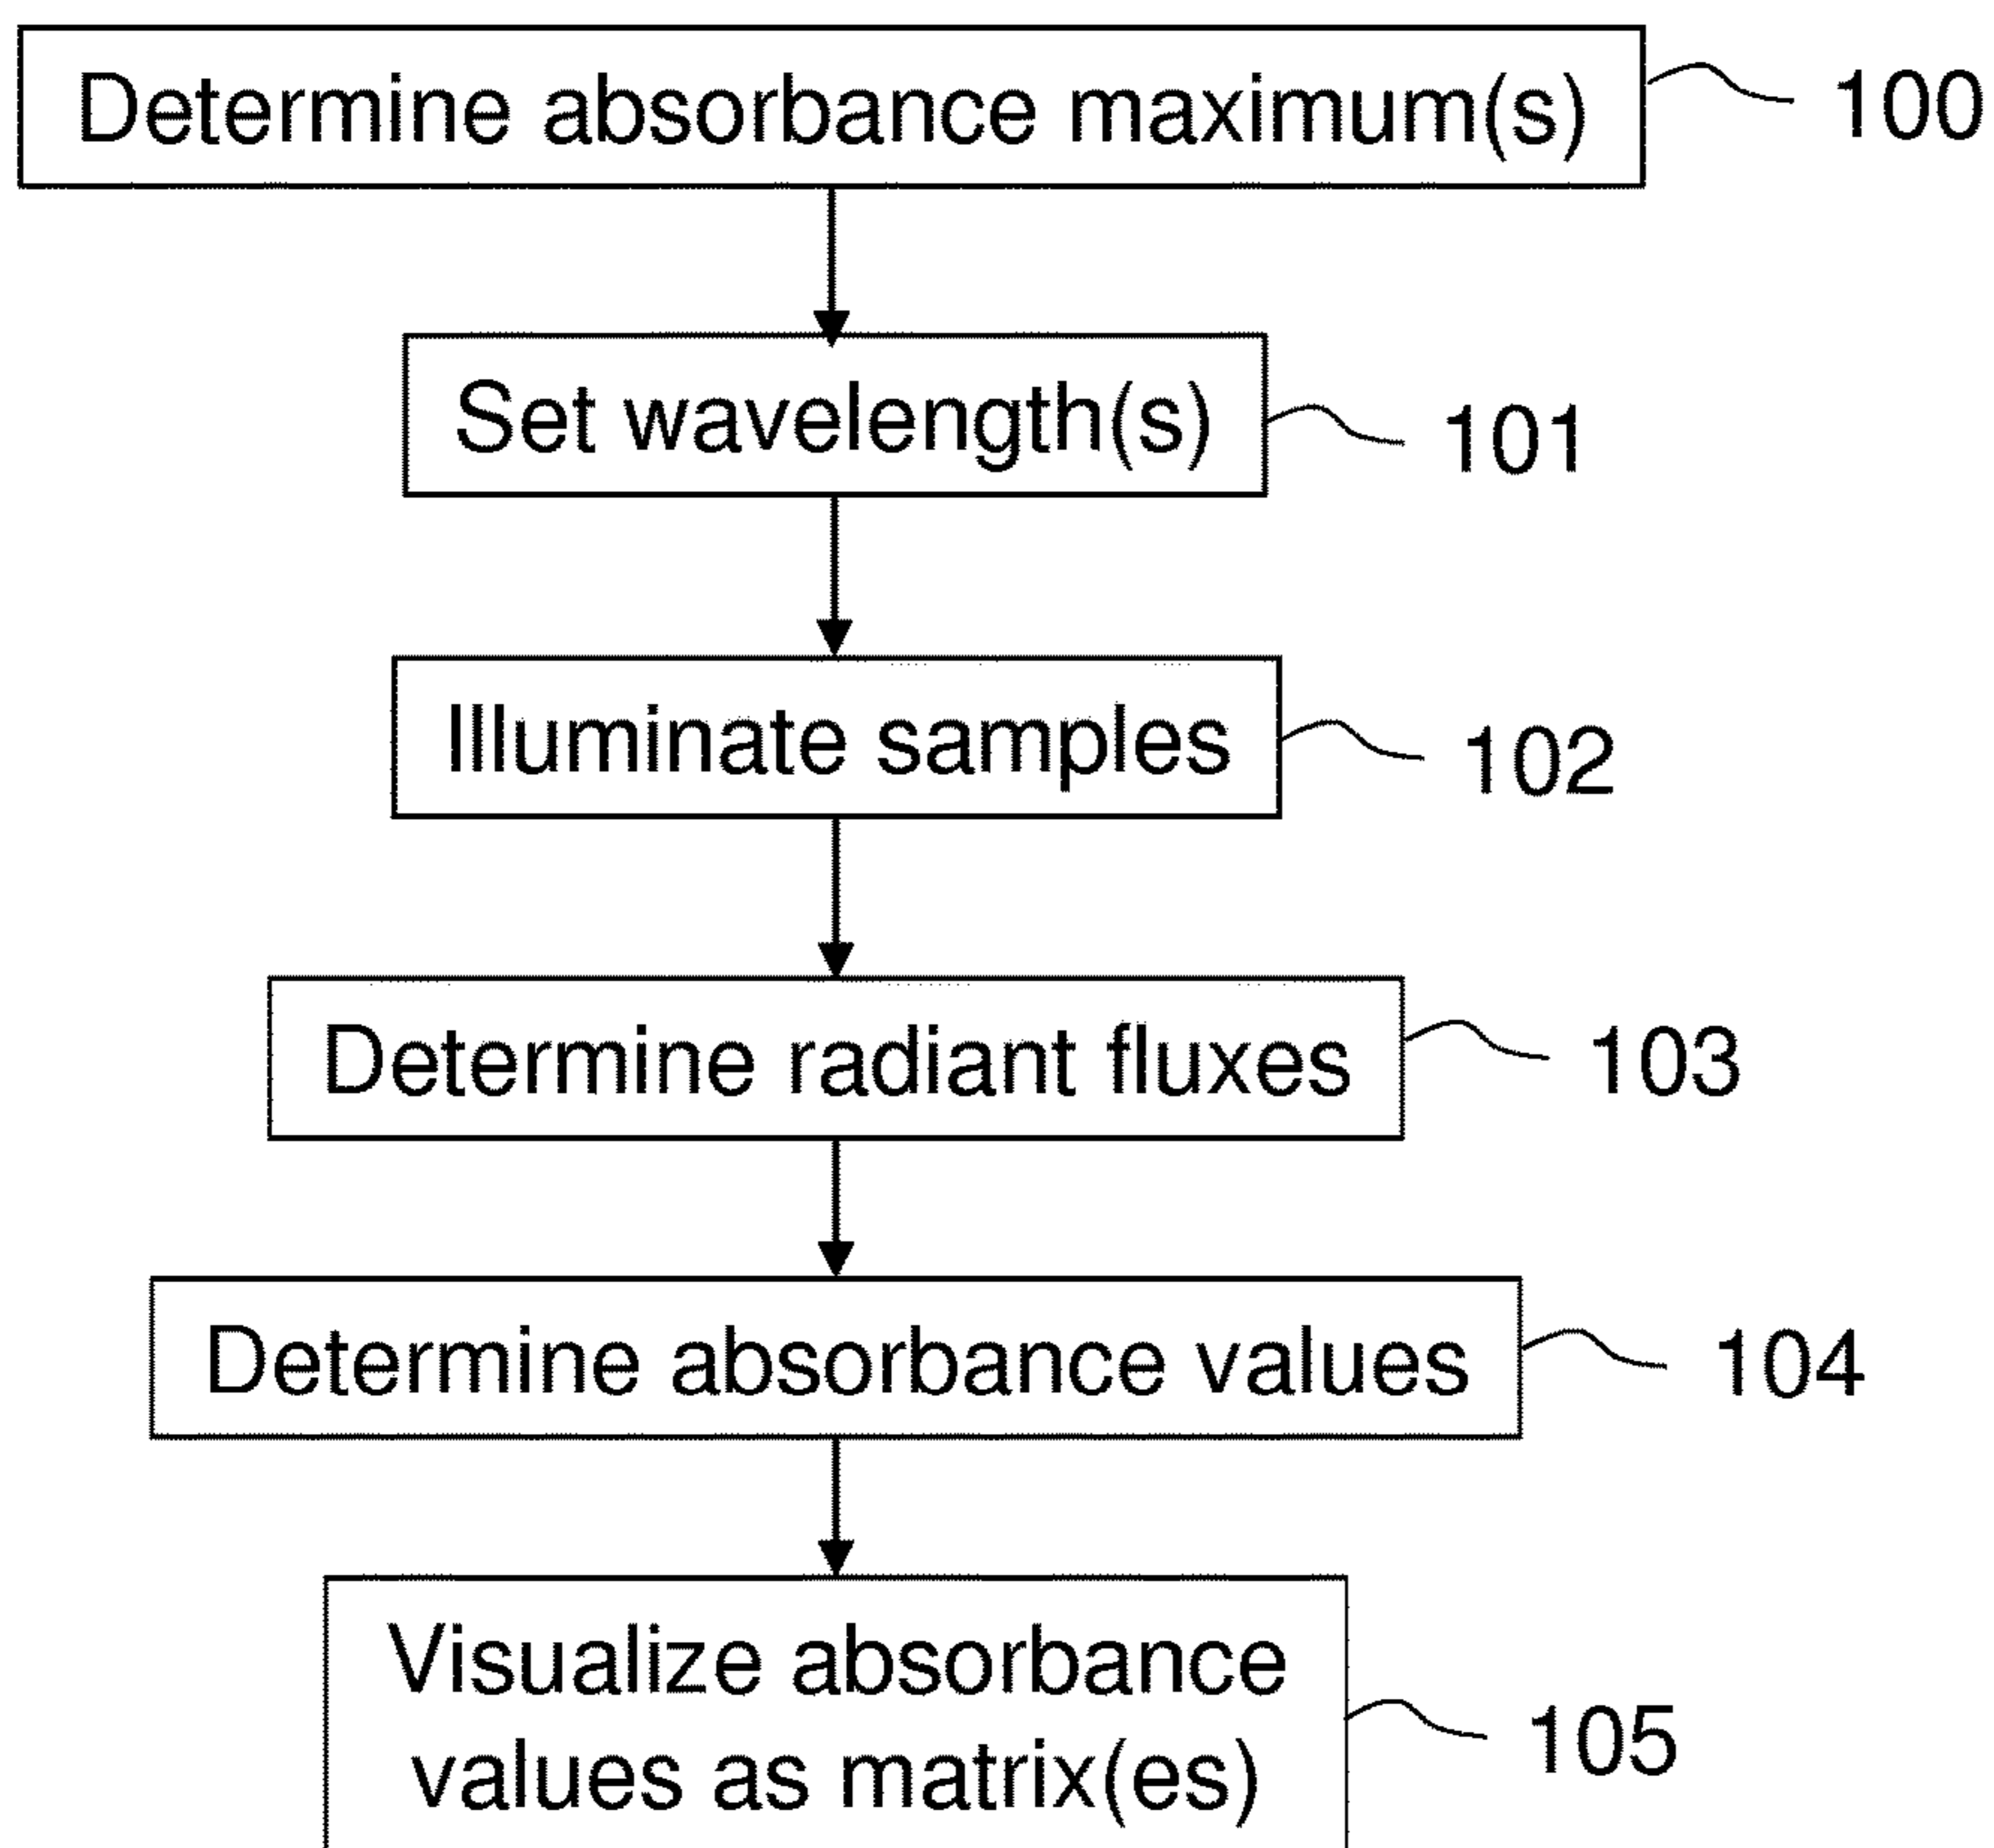 Determine absorbance maximum(s) 100
Set wavelength(s) 101
Illuminate samples 102
Determine radiant fluxes 103
Determine absorbance values 104
Visualize absorbance
values as matrix(es) 105